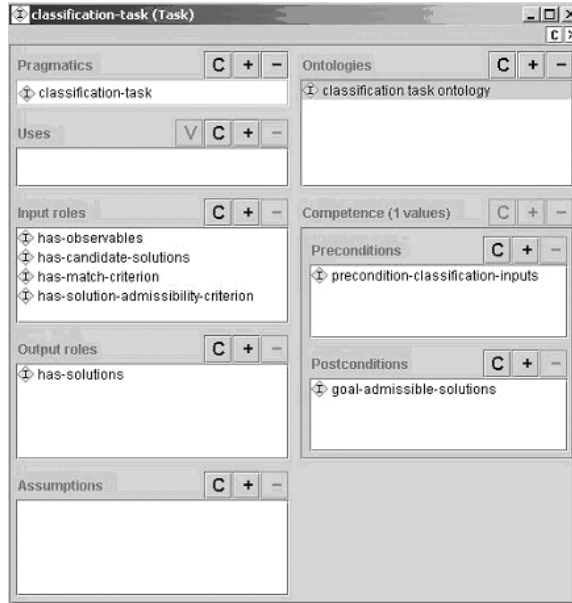 classification-task (Task)
C X
Pragmatics C + −
classification-task
Uses V C + −
Input roles C + −
has-observables
has-candidate-solutions
has-match-criterion
has-solution-admissibility-criterion
Output roles C + −
has-solutions
Assumptions C + −
Ontologies C + −
classification task ontology
Competence (1 values) C + −
Preconditions C + −
precondition-classification-inputs
Postconditions C + −
goal-admissible-solutions